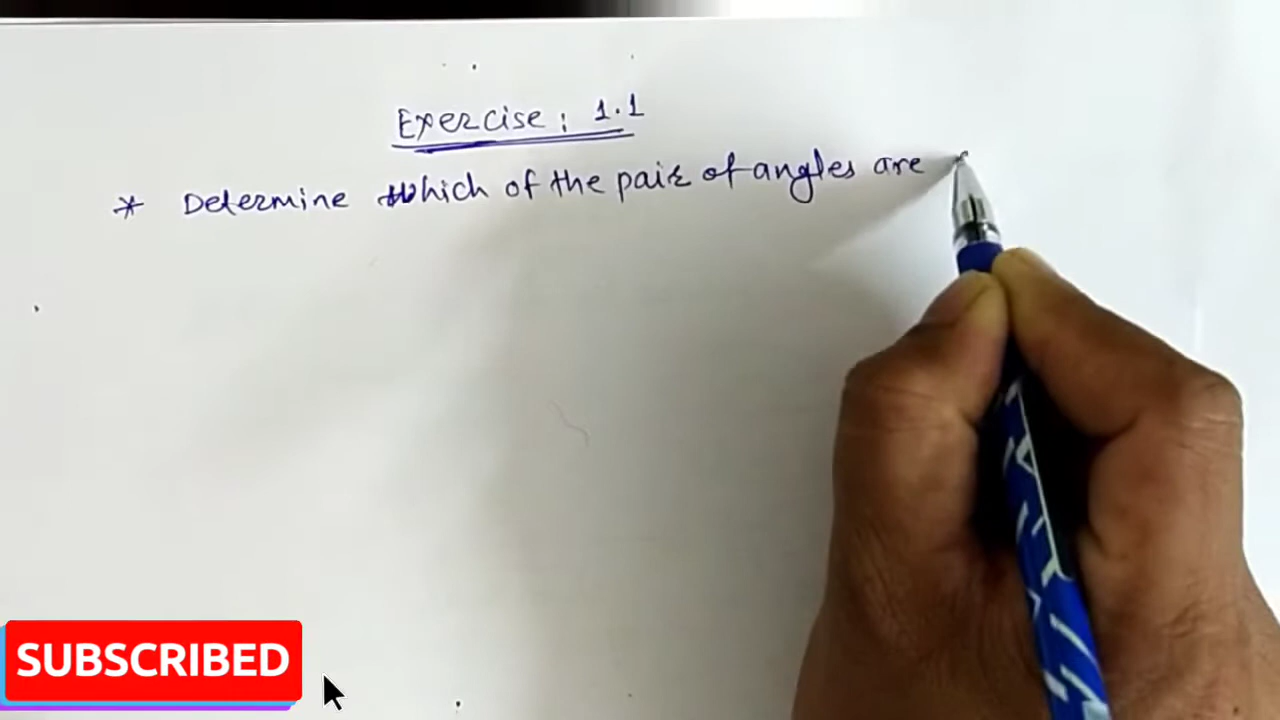 Exercise: 1.1
* Determine which of the pair of angles are
SUBSCRIBED